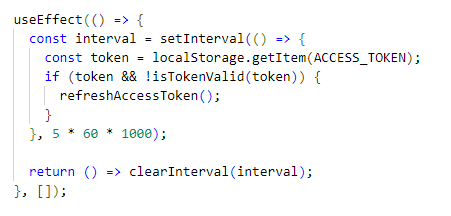 useEffect(() => {
  const interval = setInterval(() => {
    const token = localStorage.getItem(ACCESS_TOKEN);
    if (token && !isTokenValid(token)) {
      refreshAccessToken();
    }
  }, 5 * 60 * 1000);

  return () => clearInterval(interval);
}, []);